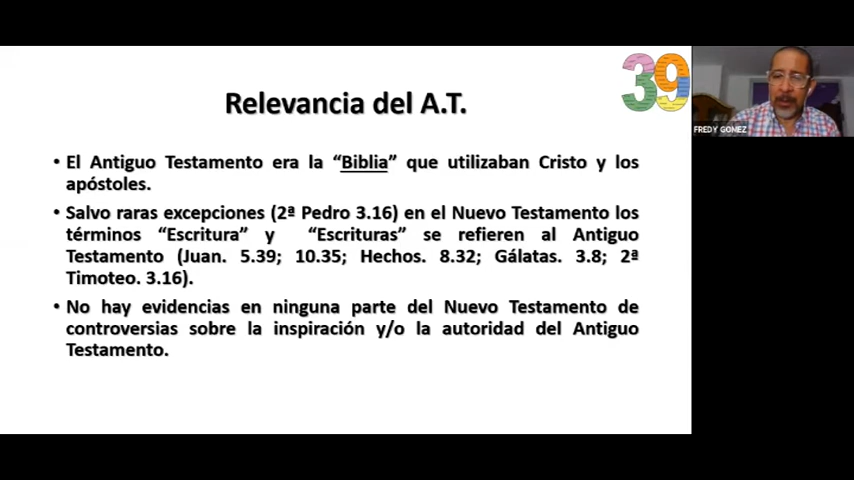 39
Relevancia del A.T.
FREDY GOMEZ
• El Antiguo Testamento era la “Biblia” que utilizaban Cristo y los
apóstoles.
• Salvo raras excepciones (2ª Pedro 3.16) en el Nuevo Testamento los
términos “Escritura” y “Escrituras” se refieren al Antiguo
Testamento (Juan. 5.39; 10.35; Hechos. 8.32; Gálatas. 3.8; 2ª
Timoteo. 3.16).
• No hay evidencias en ninguna parte del Nuevo Testamento de
controversias sobre la inspiración y/o la autoridad del Antiguo
Testamento.